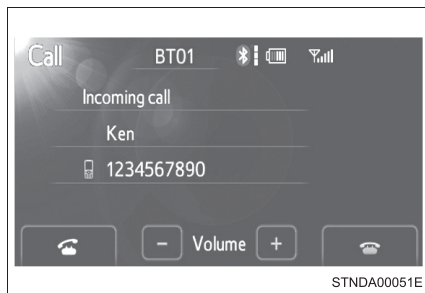 Call BT01
Incoming call
Ken
1234567890
- Volume +
STNDA00051E